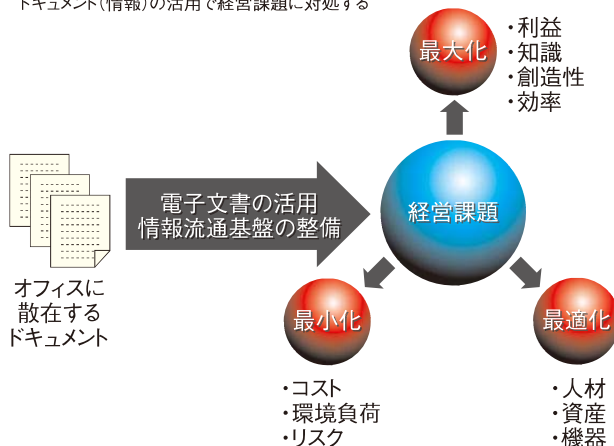 ドキュメント(情報)の活用で経営課題に対処する
最大化
・利益
・知識
・創造性
・効率
電子文書の活用
情報流通基盤の整備
経営課題
オフィスに
散在する
ドキュメント
最小化
・コスト
・環境負荷
・リスク
最適化
・人材
・資産
・機器